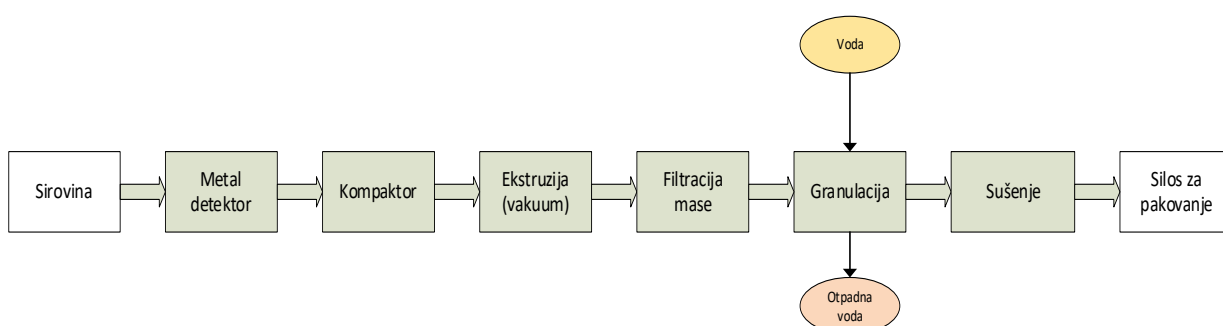 Voda
Sirovina
Metal
detektor
Kompaktor
Ekstruzija
(vakuum)
Filtracija
mase
Granulacija
Sušenje
Silos za
pakovanje
Otpadna
voda